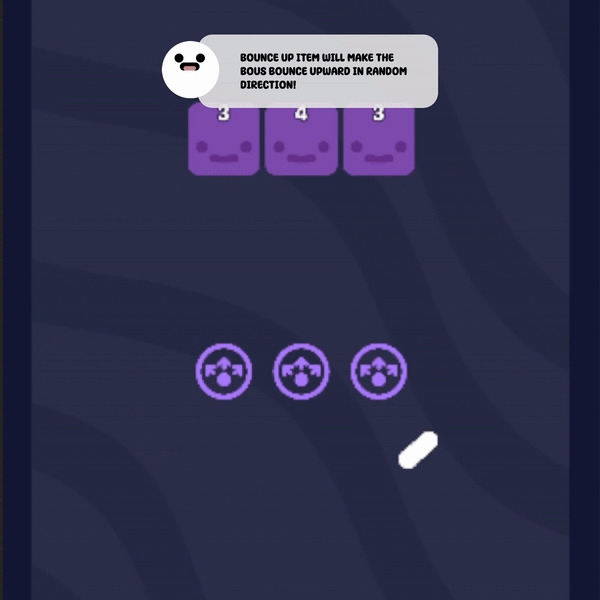 BOUNCE UP ITEM WILL MAKE THE
BOUS BOUNCE UPWARD IN RANDOM
DIRECTION!
3 4 3